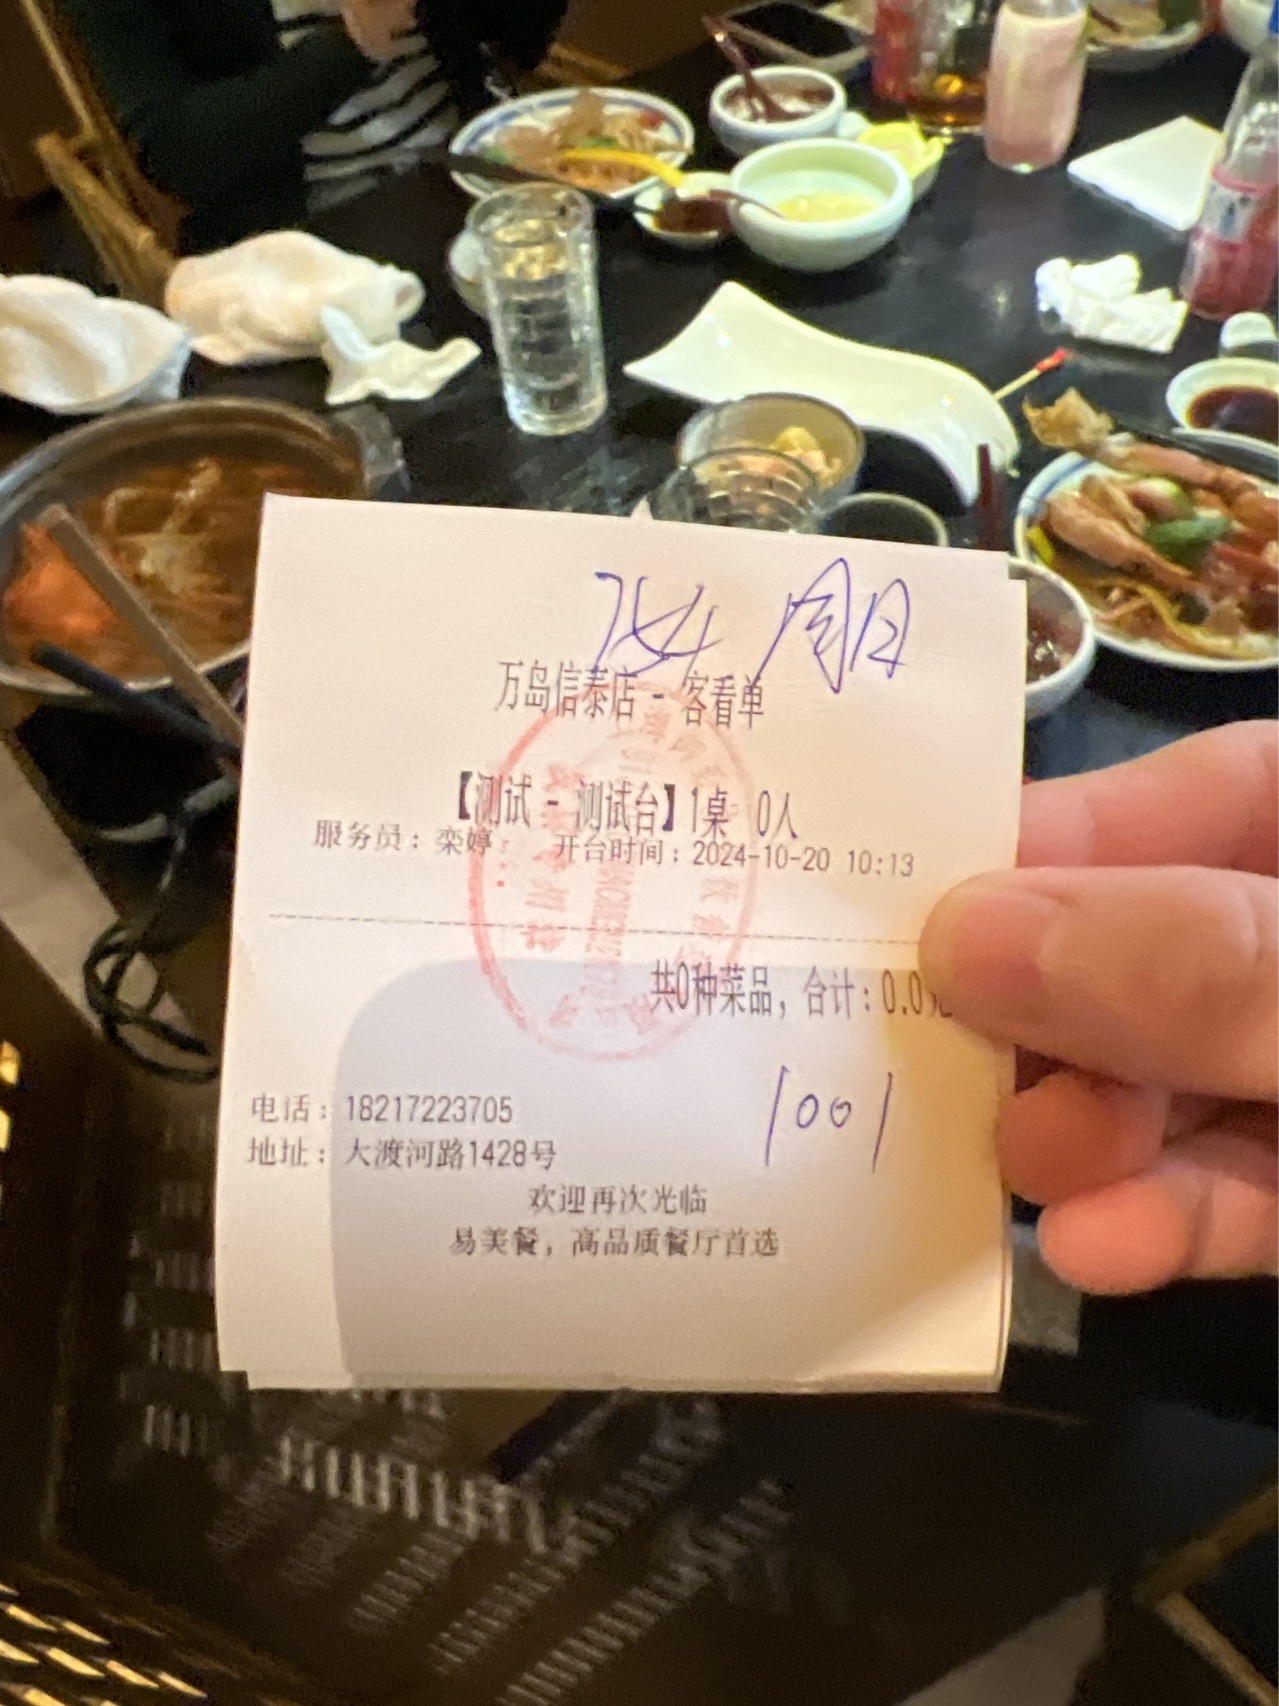 万岛信泰店 - 客看单
【测试 - 测试台】1桌 0人
服务员：栾婷 开台时间：2024-10-20 10:13
共0种菜品，合计：0.0元
1001
电话：18217223705
地址：大渡河路1428号
欢迎再次光临
易美餐，高品质餐厅首选